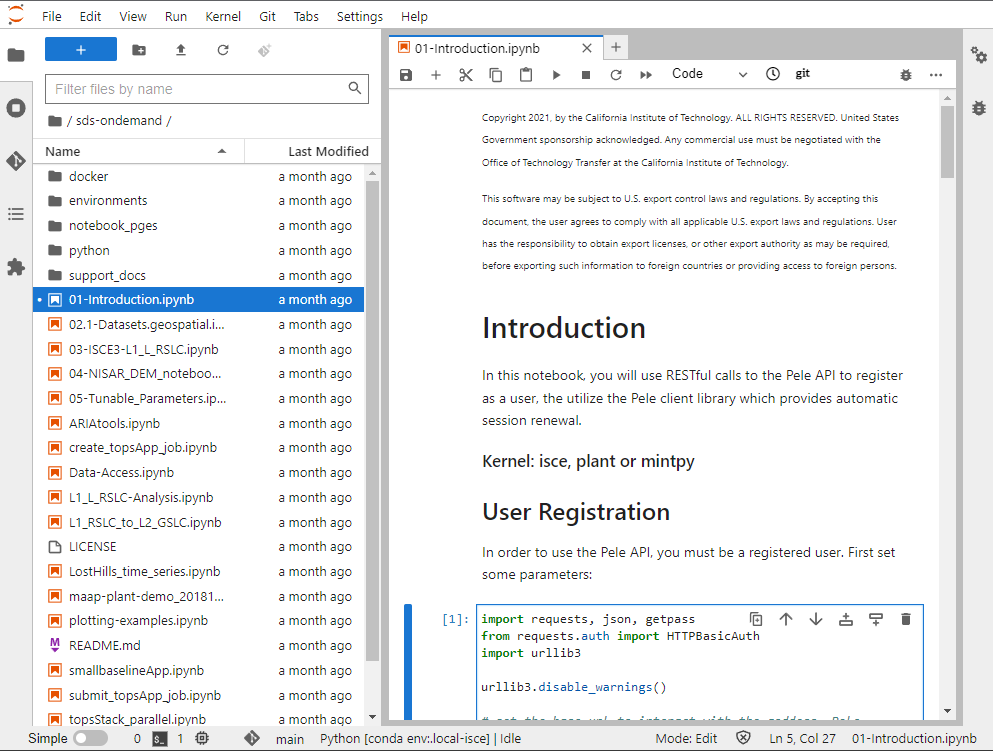 File Edit View Run Kernel Git Tabs Settings Help
+
Filter files by name
/ sds-ondemand /
Name Last Modified
docker a month ago
environments a month ago
notebook_pges a month ago
python a month ago
support_docs a month ago
01-Introduction.ipynb a month ago
02.1-Datasets.geospatial.i... a month ago
03-ISCE3-L1_L_RSLC.ipynb a month ago
04-NISAR_DEM_noteboo... a month ago
05-Tunable_Parameters.ip... a month ago
ARIAtools.ipynb a month ago
create_topsApp_job.ipynb a month ago
Data-Access.ipynb a month ago
L1_L_RSLC-Analysis.ipynb a month ago
L1_RSLC_to_L2_GSLC.ipynb a month ago
LICENSE a month ago
LostHills_time_series.ipynb a month ago
maap-plant-demo_20181... a month ago
plotting-examples.ipynb a month ago
README.md a month ago
smallbaselineApp.ipynb a month ago
submit_topsApp_job.ipynb a month ago
topsStack_parallel.ipynb a month ago
01-Introduction.ipynb
Code git
Copyright 2021, by the California Institute of Technology. ALL RIGHTS RESERVED. United States
Government sponsorship acknowledged. Any commercial use must be negotiated with the
Office of Technology Transfer at the California Institute of Technology.
This software may be subject to U.S. export control laws and regulations. By accepting this
document, the user agrees to comply with all applicable U.S. export laws and regulations. User
has the responsibility to obtain export licenses, or other export authority as may be required,
before exporting such information to foreign countries or providing access to foreign persons.
Introduction
In this notebook, you will use RESTful calls to the Pele API to register
as a user, the utilize the Pele client library which provides automatic
session renewal.
Kernel: isce, plant or mintpy
User Registration
In order to use the Pele API, you must be a registered user. First set
some parameters:
[1]: import requests, json, getpass
from requests.auth import HTTPBasicAuth
import urllib3
urllib3.disable_warnings()
Simple 0 1 main Python [conda env:.local-isce] | Idle Mode: Edit Ln 5, Col 27 01-Introduction.ipynb